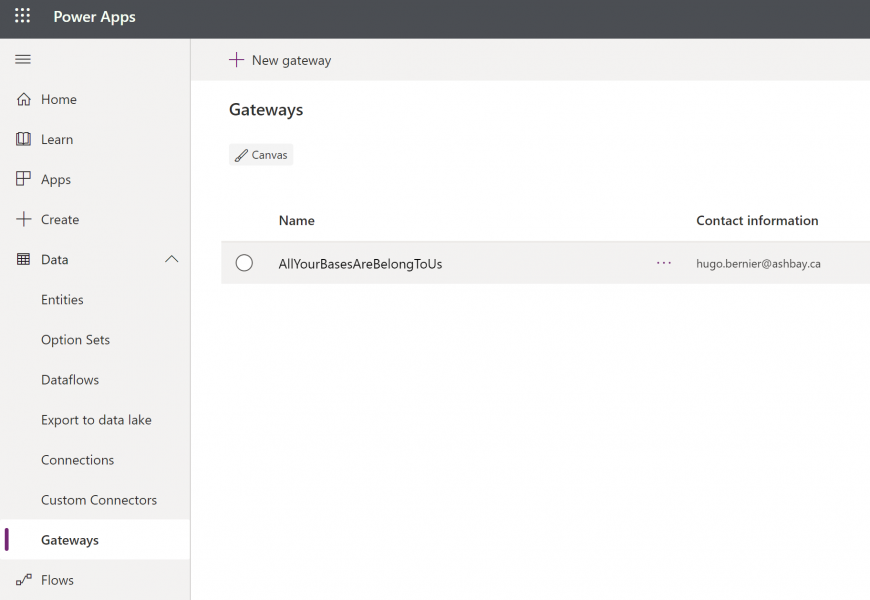 Power Apps
New gateway
Home
Learn
Apps
Create
Data
Entities
Option Sets
Dataflows
Export to data lake
Connections
Custom Connectors
Gateways
Flows
Gateways
Canvas
Name Contact information
AllYourBasesAreBelongToUs ... hugo.bernier@ashbay.ca